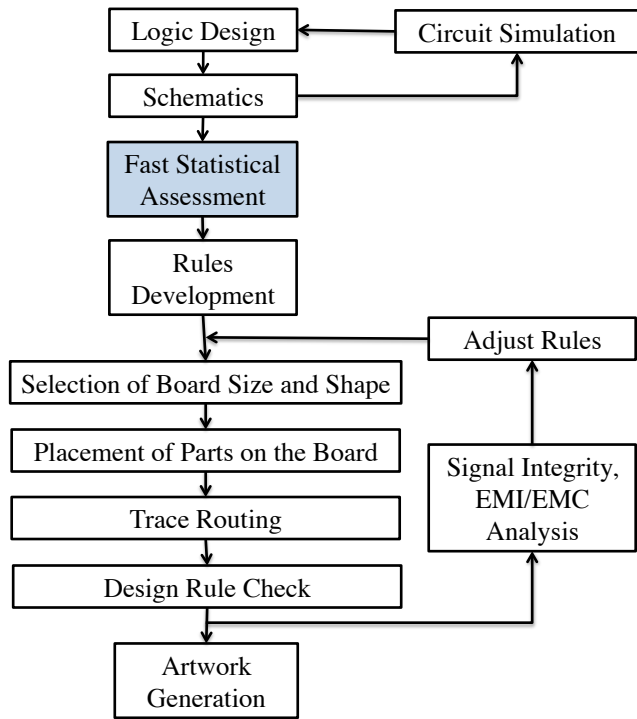 Logic Design
Circuit Simulation
Schematics
Fast Statistical
Assessment
Rules
Development
Adjust Rules
Selection of Board Size and Shape
Placement of Parts on the Board
Signal Integrity,
EMI/EMC
Analysis
Trace Routing
Design Rule Check
Artwork
Generation